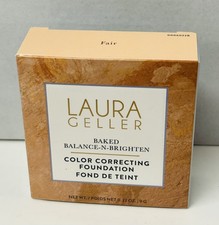 Fair
LAURA
GELLER
BAKED
BALANCE-N-BRIGHTEN
COLOR CORRECTING
FOUNDATION
FOND DE TEINT